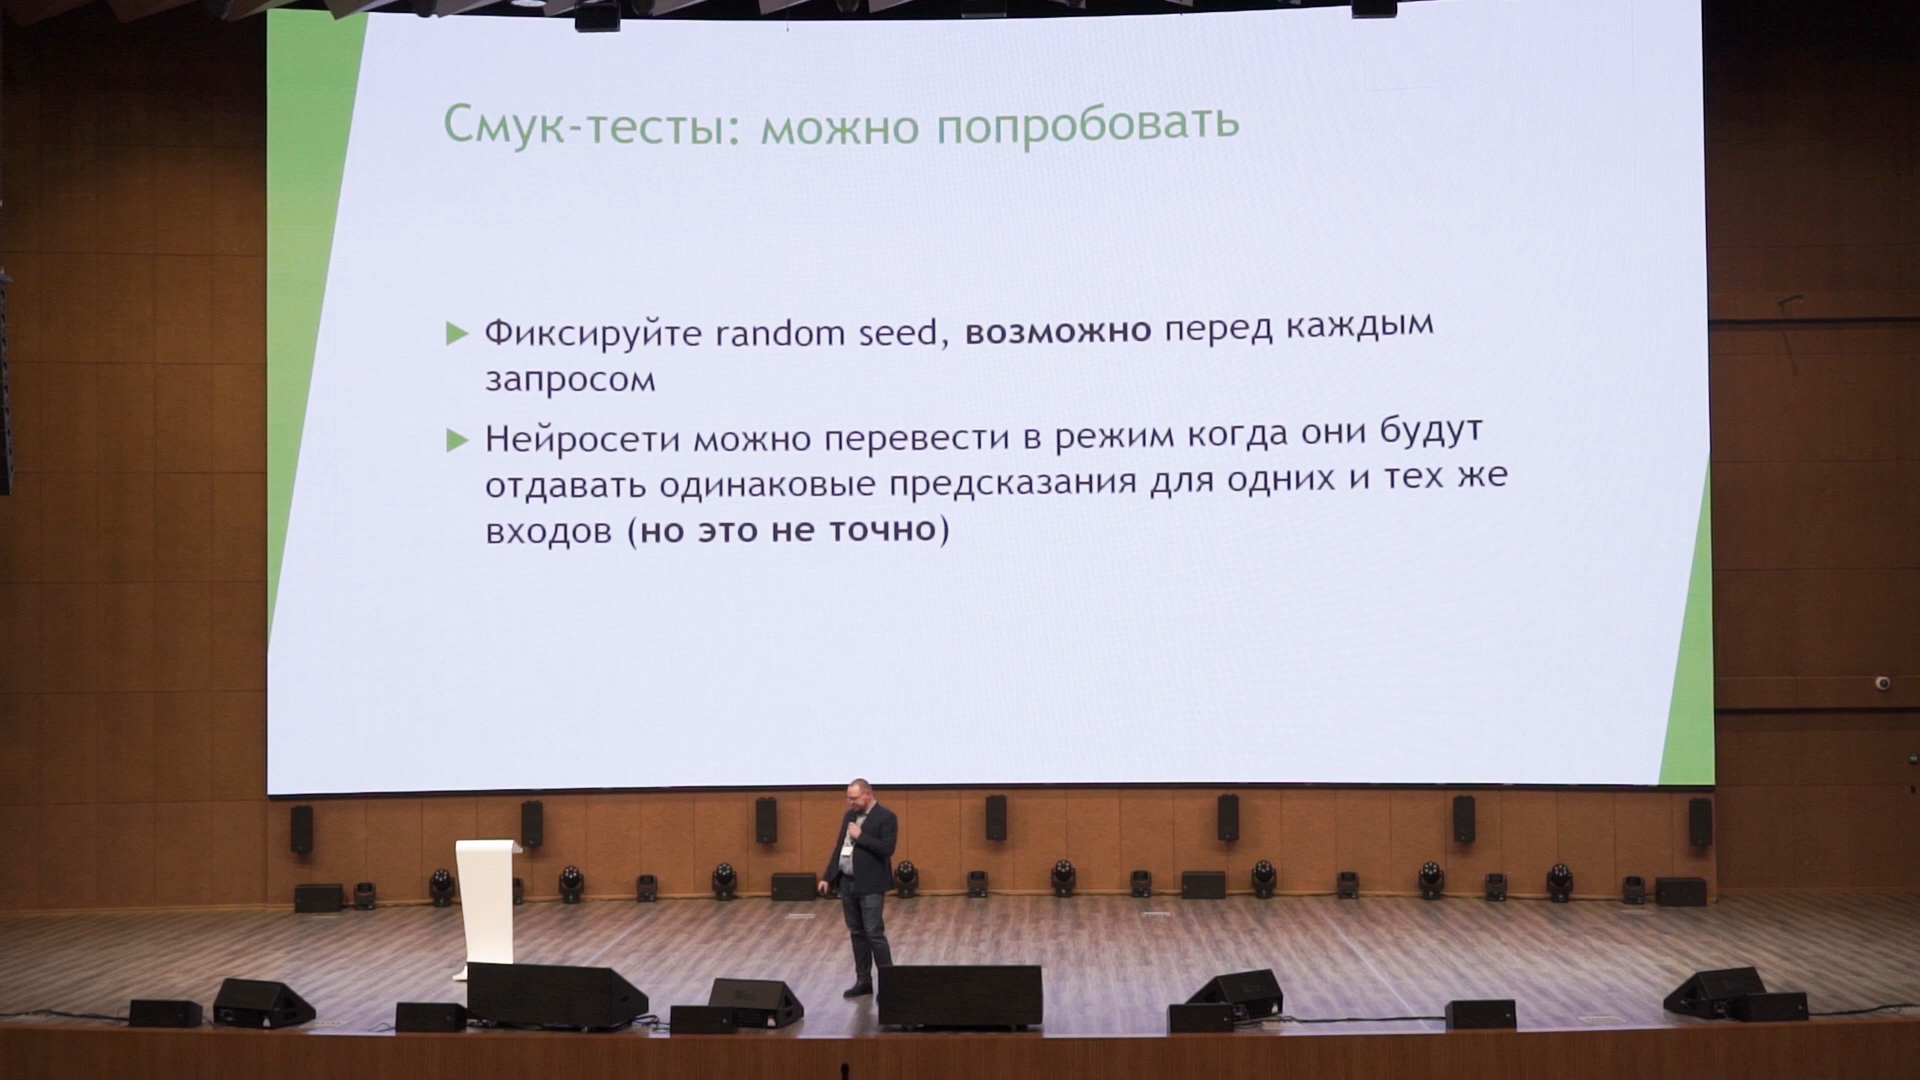 Смук-тесты: можно попробовать
Фиксируйте random seed, возможно перед каждым
запросом
Нейросети можно перевести в режим когда они будут
отдавать одинаковые предсказания для одних и тех же
входов (но это не точно)